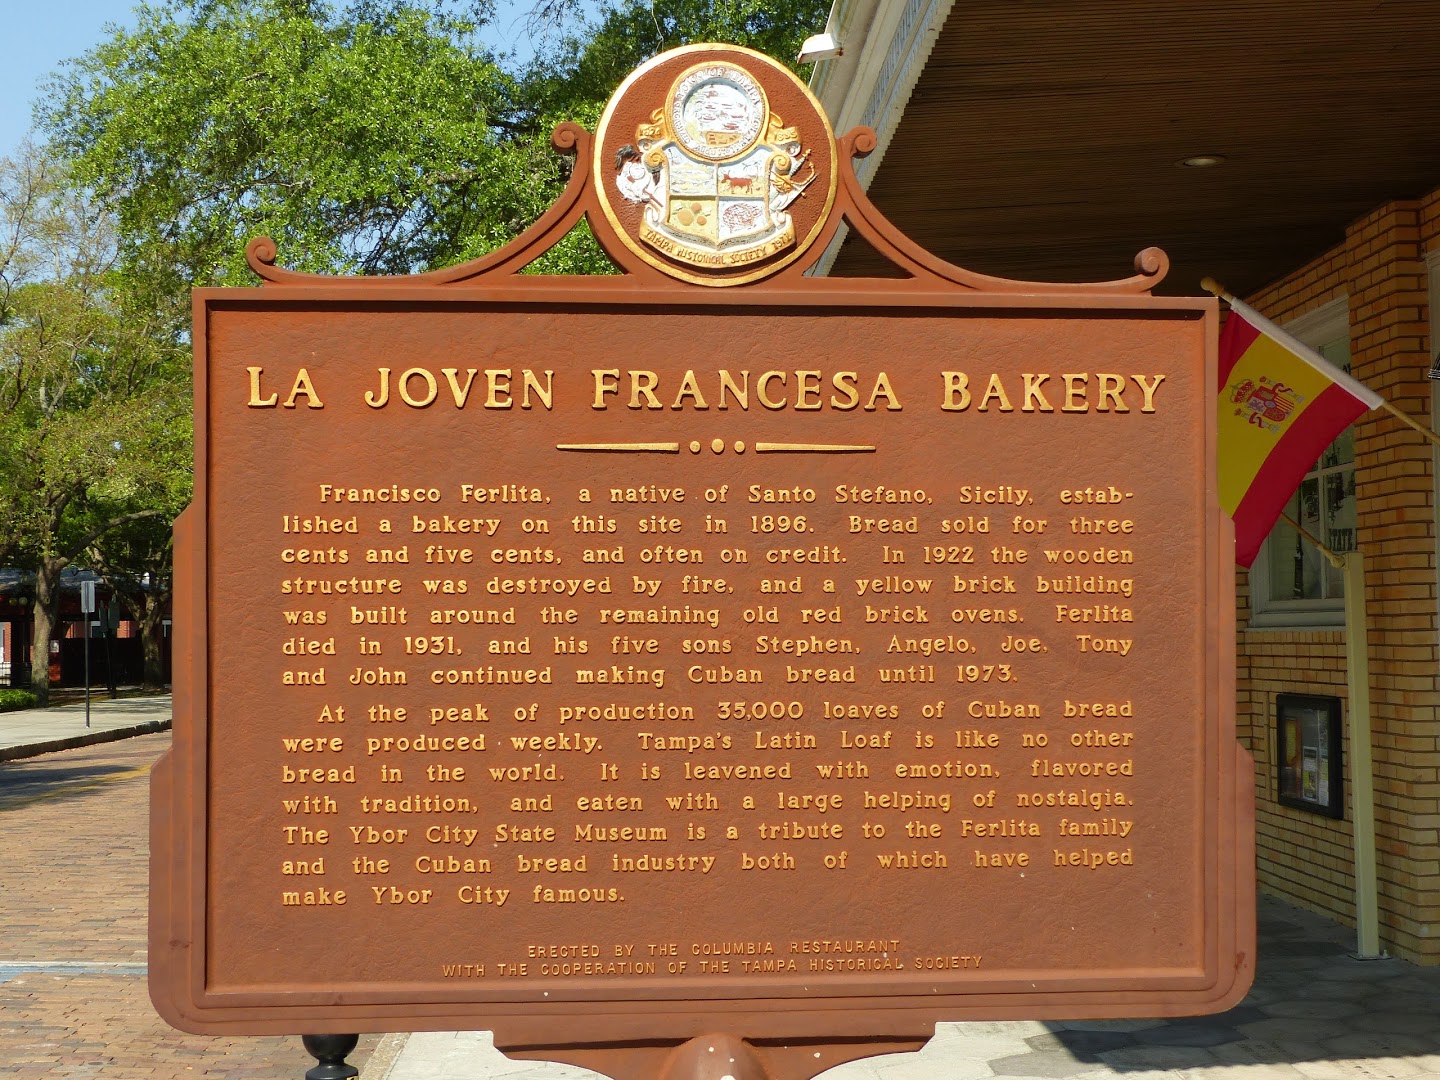 TAMPA HISTORICAL SOCIETY 1971
LA JOVEN FRANCESA BAKERY
Francisco Ferlita, a native of Santo Stefano, Sicily, estab-
lished a bakery on this site in 1896. Bread sold for three
cents and five cents, and often on credit. In 1922 the wooden
structure was destroyed by fire, and a yellow brick building
was built around the remaining old red brick ovens. Ferlita
died in 1931, and his five sons Stephen, Angelo, Joe, Tony
and John continued making Cuban bread until 1973.
At the peak of production 35,000 loaves of Cuban bread
were produced weekly. Tampa's Latin Loaf is like no other
bread in the world. It is leavened with emotion, flavored
with tradition, and eaten with a large helping of nostalgia.
The Ybor City State Museum is a tribute to the Ferlita family
and the Cuban bread industry both of which have helped
make Ybor City famous.
ERECTED BY THE COLUMBIA RESTAURANT
WITH THE COOPERATION OF THE TAMPA HISTORICAL SOCIETY
STATE